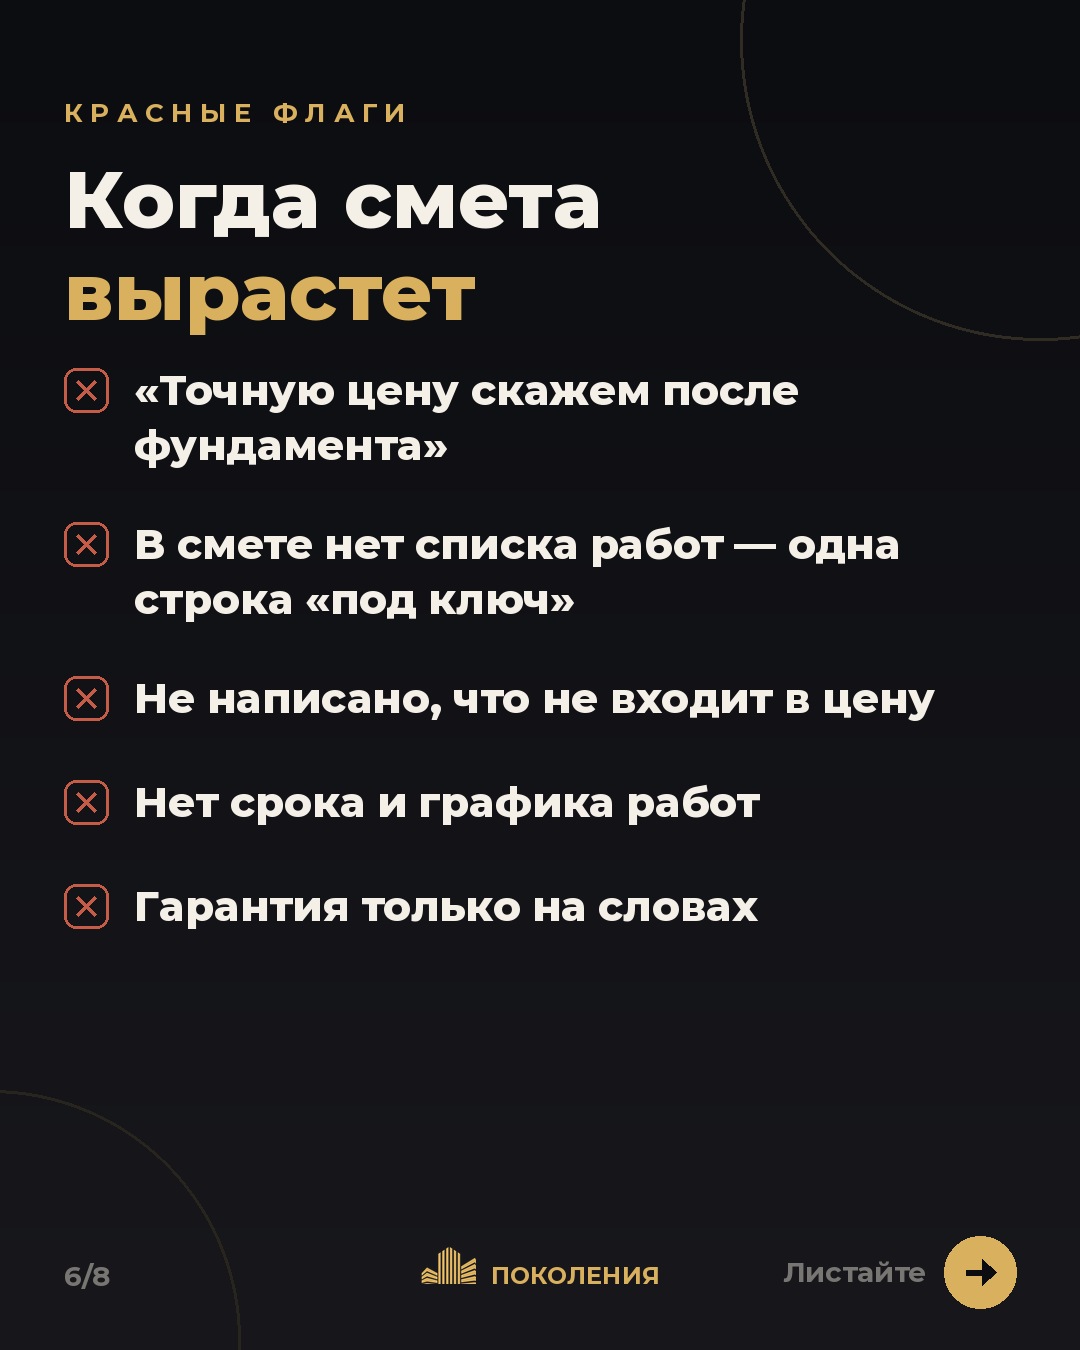 КРАСНЫЕ ФЛАГИ
Когда смета
вырастет
«Точную цену скажем после
фундамента»
В смете нет списка работ — одна
строка «под ключ»
Не написано, что не входит в цену
Нет срока и графика работ
Гарантия только на словах
6/8
ПОКОЛЕНИЯ
Листайте